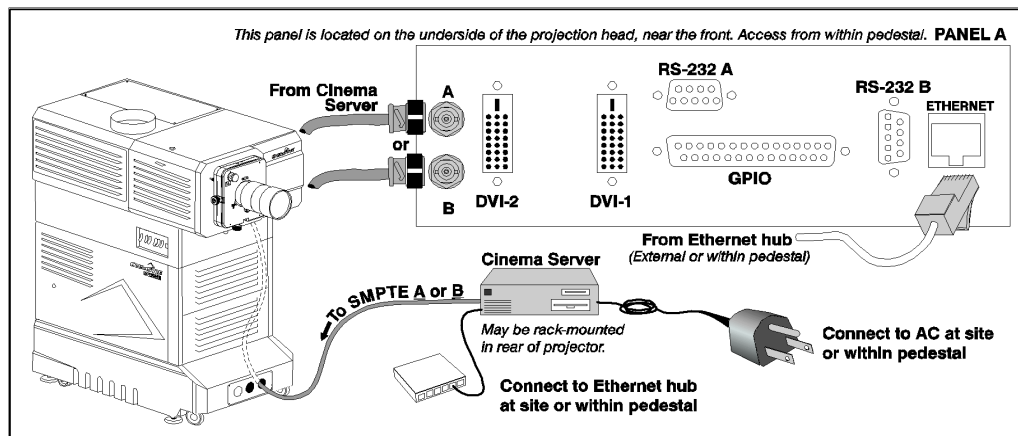 This panel is located on the underside of the projection head, near the front. Access from within pedestal. PANEL A
From Cinema
Server
A
or
B
DVI-2
DVI-1
RS-232 A
GPIO
RS-232 B
ETHERNET
From Ethernet hub
(External or within pedestal)
Cinema Server
To SMPTE A or B
May be rack-mounted
in rear of projector.
Connect to AC at site
or within pedestal
Connect to Ethernet hub
at site or within pedestal